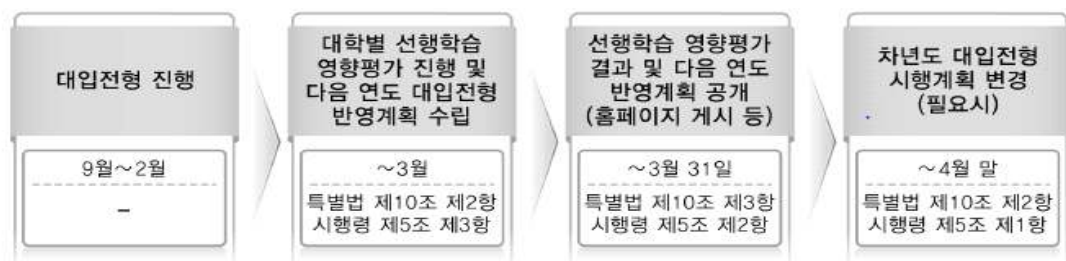 대입전형 진행
9월～2월
–
대학별 선행학습
영향평가 진행 및
다음 연도 대입전형
반영계획 수립
～3월
특별법 제10조 제2항
시행령 제5조 제3항
선행학습 영향평가
결과 및 다음 연도
반영계획 공개
(홈페이지 게시 등)
～3월 31일
특별법 제10조 제3항
시행령 제5조 제2항
차년도 대입전형
시행계획 변경
(필요시)
～4월 말
특별법 제10조 제2항
시행령 제5조 제1항